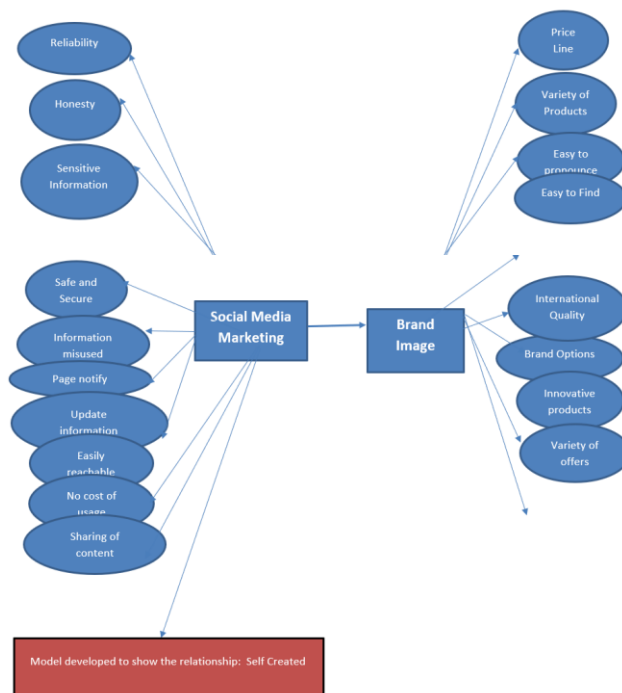 Reliability
Honesty
Sensitive
Information
Safe and
Secure
Information
misused
Page notify
Update
information
Easily
reachable
No cost of
usage
Sharing of
content
Social Media
Marketing
Brand
Image
Price
Line
Variety of
Products
Easy to
pronounce
Easy to Find
International
Quality
Brand Options
Innovative
products
Variety of
offers
Model developed to show the relationship: Self Created